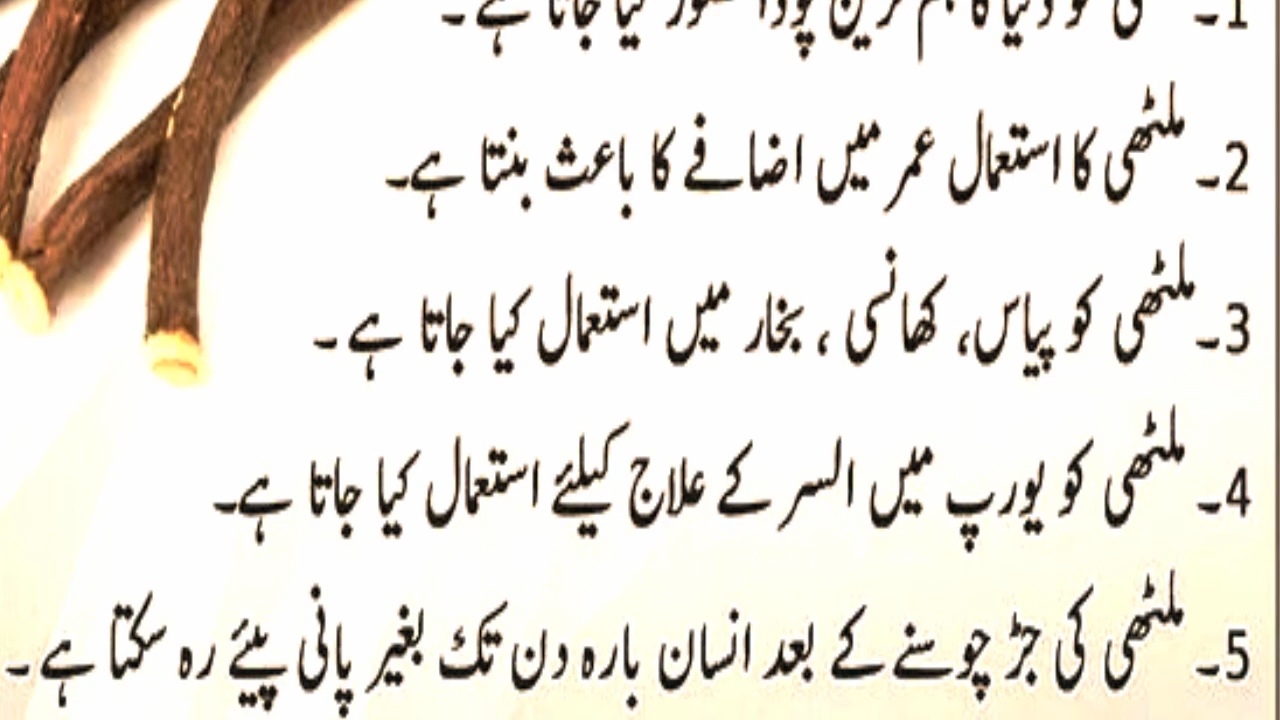 1۔ کو دنیا کا اہم ترین پودا تصور کیا جاتا ہے۔
2۔ ملٹھی کا استعمال عمر میں اضافے کا باعث بنتا ہے۔
3۔ ملٹھی کو پیاس، کھانسی ، بخار میں استعمال کیا جاتا ہے ۔
4۔ ملٹھی کو یورپ میں السر کے علاج کیلئے استعمال کیا جاتا ہے۔
5۔ ملٹھی کی جڑ چوسنے کے بعد انسان بارہ دن تک بغیر پانی پیئے رہ سکتا ہے ۔